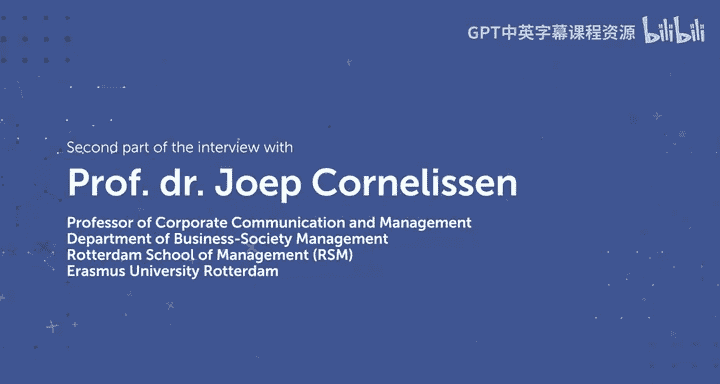 GPT中英字幕课程资源 bilibili
Second part of the interview with
Prof. dr. Joep Cornelissen
Professor of Corporate Communication and Management
Department of Business-Society Management
Rotterdam School of Management (RSM)
Erasmus University Rotterdam